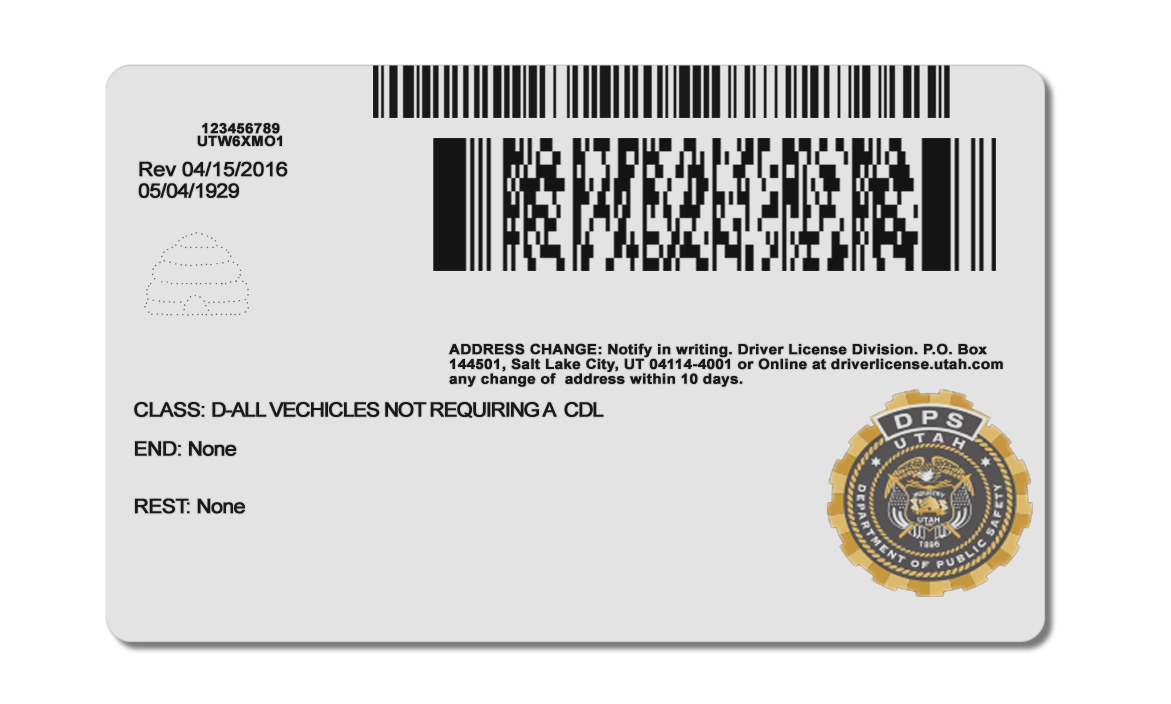 123456789
UTW6XMO1
Rev 04/15/2016
05/04/1929
ADDRESS CHANGE: Notify in writing. Driver License Division. P.O. Box
144501, Salt Lake City, UT 04114-4001 or Online at driverlicense.utah.com
any change of  address within 10 days.
CLASS: D-ALL VECHICLES NOT REQUIRING A  CDL
END: None
REST: None
DPS
UTAH
DEPARTMENT OF PUBLIC SAFETY
INDUSTRY
UTAH
1896